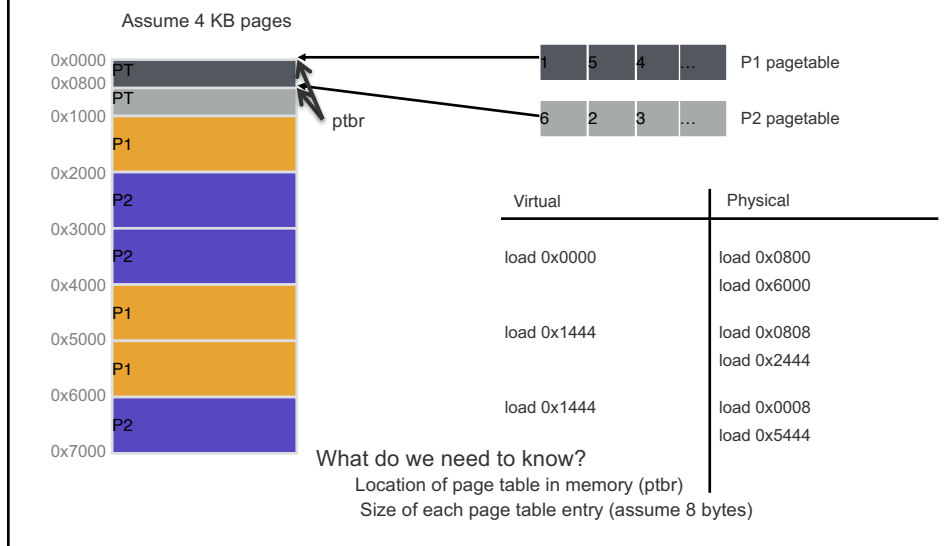 Assume 4 KB pages
0x0000
PT
0x0800
PT
0x1000
P1
0x2000
P2
0x3000
P2
0x4000
P1
0x5000
P1
0x6000
P2
0x7000
ptbr
1 5 4 … P1 pagetable
6 2 3 … P2 pagetable
Virtual Physical
load 0x0000 load 0x0800
load 0x6000
load 0x1444 load 0x0808
load 0x2444
load 0x1444 load 0x0008
load 0x5444
What do we need to know?
Location of page table in memory (ptbr)
Size of each page table entry (assume 8 bytes)